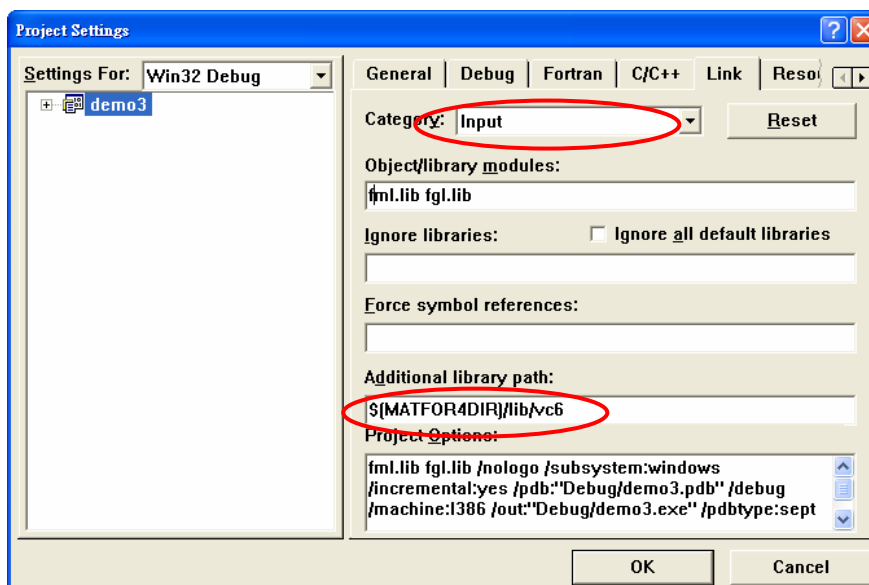 Project Settings
Settings For: Win32 Debug
demo3
General Debug Fortran C/C++ Link
Category: Input
Reset
Object/library modules:
fml.lib fgl.lib
Ignore libraries:
Ignore all default libraries
Force symbol references:
Additional library path:
$(MATFOR4DIR)/lib/vc6
Project Options:
fml.lib fgl.lib /nologo /subsystem:windows
/incremental:yes /pdb:"Debug/demo3.pdb" /debug
/machine:I386 /out:"Debug/demo3.exe" /pdbtype:sept
OK Cancel